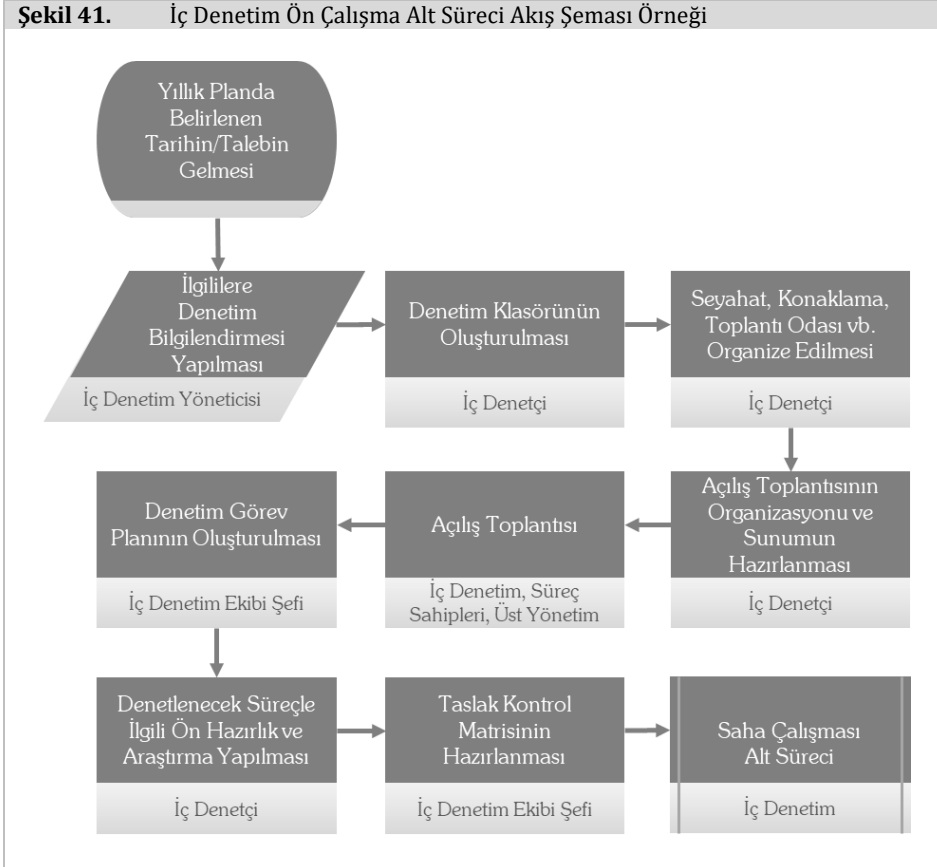 Şekil 41. İç Denetim Ön Çalışma Alt Süreci Akış Şeması Örneği
Yıllık Planda
Belirlenen
Tarihin/Talebin
Gelmesi
İlgililere
Denetim
Bilgilendirmesi
Yapılması
İç Denetim Yöneticisi
Denetim Klasörünün
Oluşturulması
İç Denetçi
Seyahat, Konaklama,
Toplantı Odası vb.
Organize Edilmesi
İç Denetçi
Açılış Toplantısının
Organizasyonu ve
Sunumun
Hazırlanması
İç Denetçi
Açılış Toplantısı
İç Denetim, Süreç
Sahipleri, Üst Yönetim
Denetim Görev
Planının Oluşturulması
İç Denetim Ekibi Şefi
Denetlenecek Süreçle
İlgili Ön Hazırlık ve
Araştırma Yapılması
İç Denetçi
Taslak Kontrol
Matrisinin
Hazırlanması
İç Denetim Ekibi Şefi
Saha Çalışması
Alt Süreci
İç Denetim